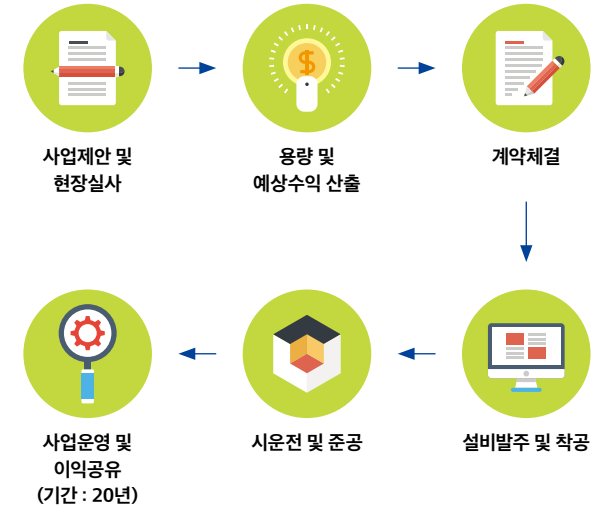 사업제안 및
현장실사
용량 및
예상수익 산출
계약체결
설비발주 및 착공
시운전 및 준공
사업운영 및
이익공유
(기간 : 20년)